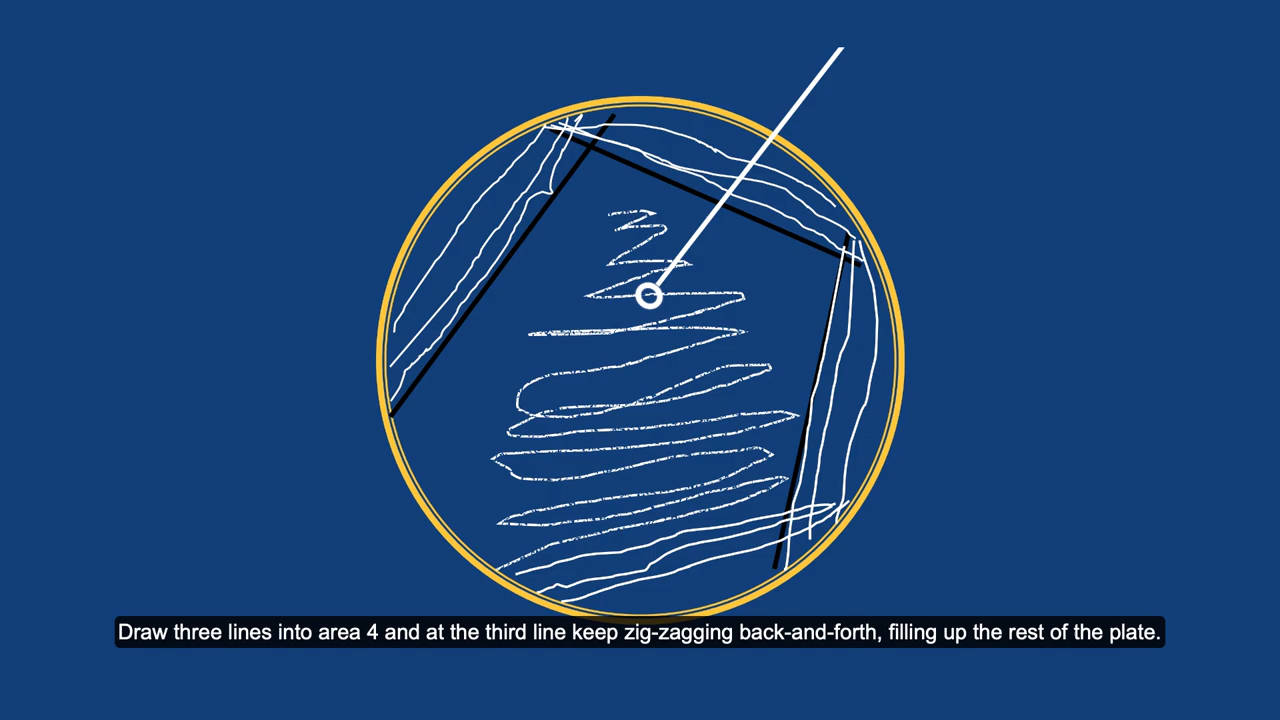 Draw three lines into area 4 and at the third line keep zig-zagging back-and-forth, filling up the rest of the plate.